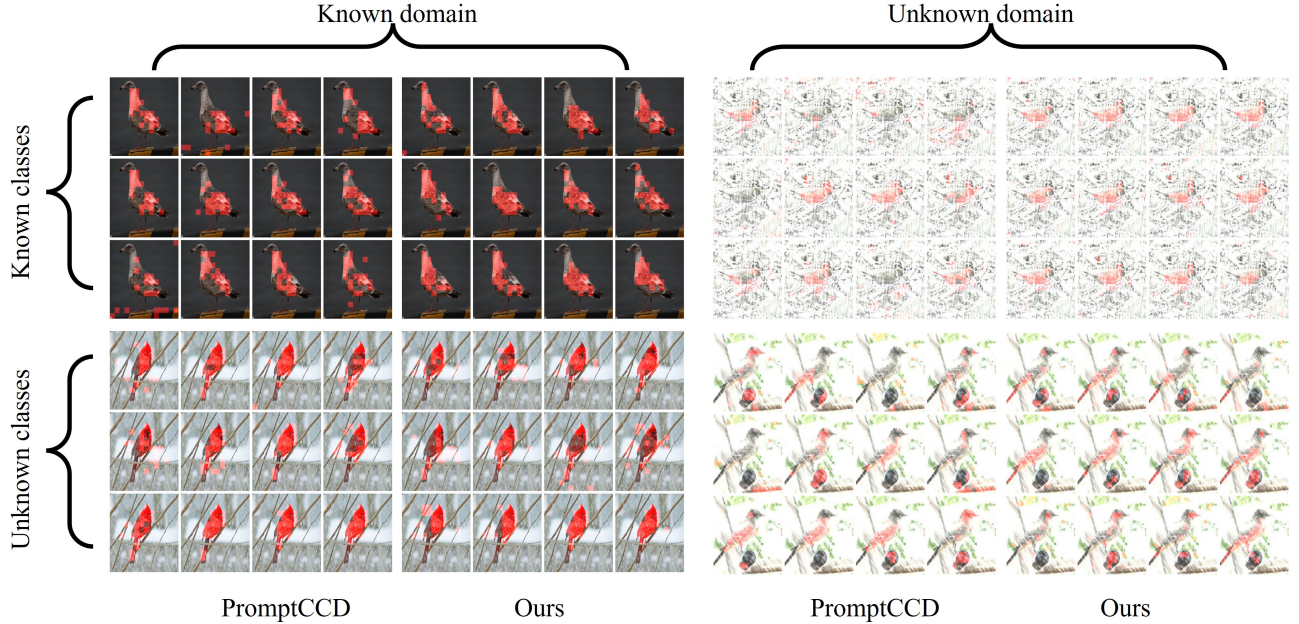 Known domain
Unknown domain
Known classes
Unknown classes
PromptCCD
Ours
PromptCCD
Ours